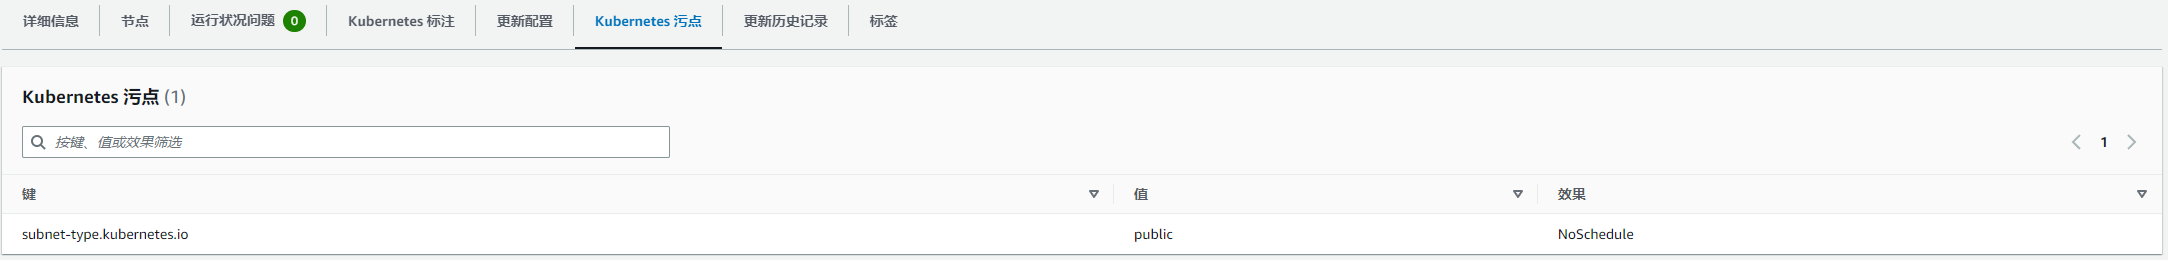 详细信息 节点 运行状况问题 0 Kubernetes 标注 更新配置 Kubernetes 污点 更新历史记录 标签
Kubernetes 污点 (1)
按键、值或效果筛选 1
键 值 效果
subnet-type.kubernetes.io public NoSchedule